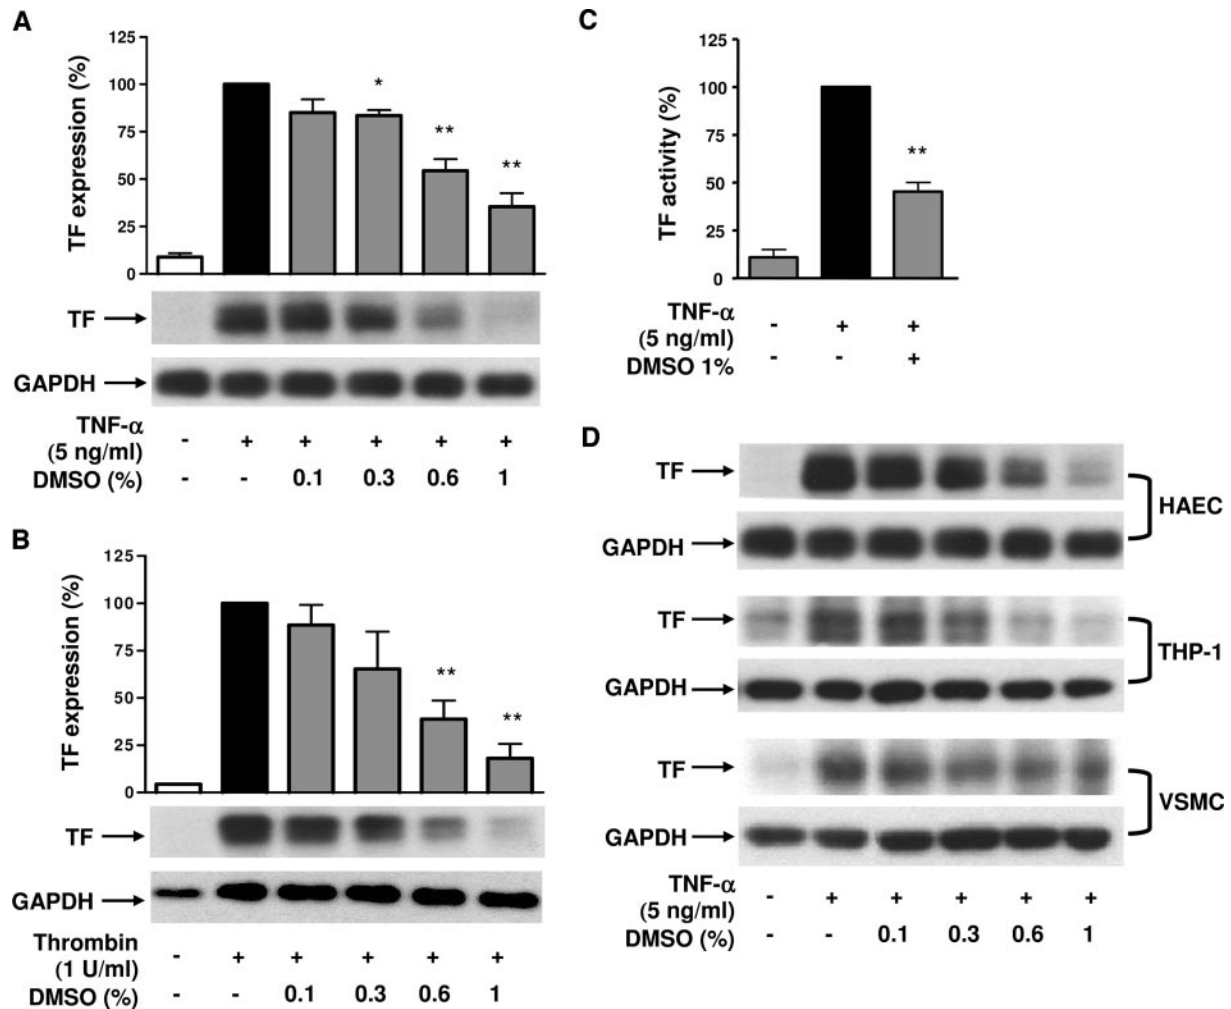 A
TF expression (%)
125
100
75
50
25
0
*
**
**
TF
GAPDH
TNF-α
(5 ng/ml)
- + + + + +
DMSO (%)
- - 0.1 0.3 0.6 1
B
TF expression (%)
125
100
75
50
25
0
**
**
TF
GAPDH
Thrombin
(1 U/ml)
- + + + + +
DMSO (%)
- - 0.1 0.3 0.6 1
C
TF activity (%)
125
100
75
50
25
0
**
TNF-α
(5 ng/ml)
- + +
DMSO 1%
- - +
D
TF
GAPDH
HAEC
TF
GAPDH
THP-1
TF
GAPDH
VSMC
TNF-α
(5 ng/ml)
- + + + + +
DMSO (%)
- - 0.1 0.3 0.6 1